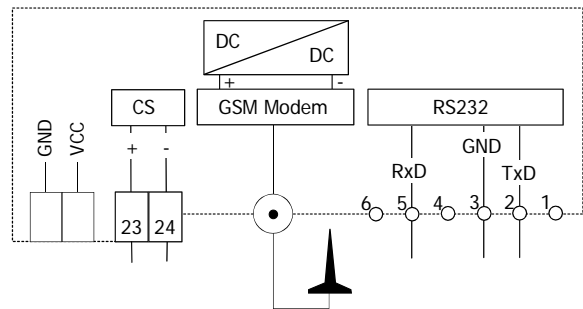 DC
DC
+ -
CS
GSM Modem
RS232
GND
VCC
+ -
GND
RxD
TxD
6 5 4 3 2 1
23 24